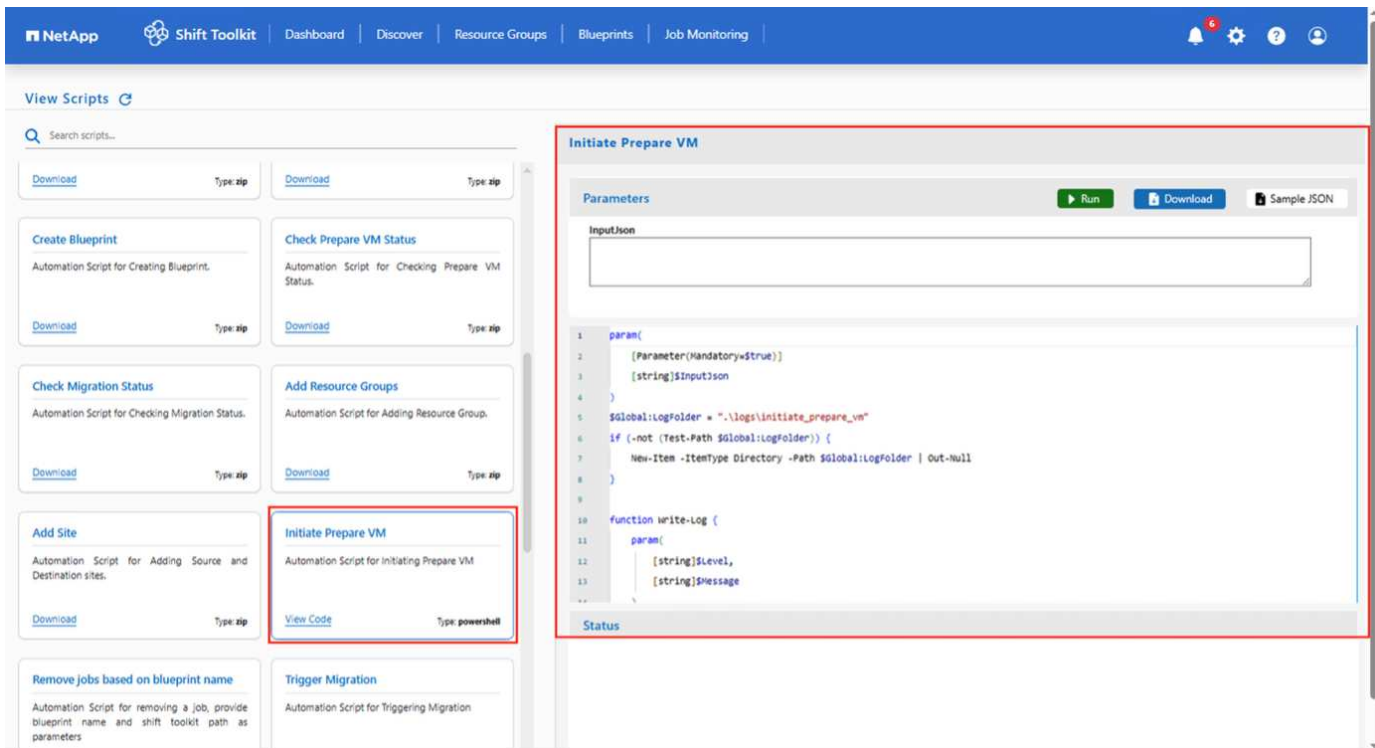 NetApp
Shift Toolkit
Dashboard
Discover
Resource Groups
Blueprints
Job Monitoring
6
View Scripts
Search scripts...
Download
Type: zip
Download
Type: zip
Create Blueprint
Automation Script for Creating Blueprint.
Download
Type: zip
Check Prepare VM Status
Automation Script for Checking Prepare VM
Status.
Download
Type: zip
Check Migration Status
Automation Script for Checking Migration Status.
Download
Type: zip
Add Resource Groups
Automation Script for Adding Resource Group.
Download
Type: zip
Add Site
Automation Script for Adding Source and
Destination sites.
Download
Type: zip
Initiate Prepare VM
Automation Script for Initiating Prepare VM
View Code
Type: powershell
Remove jobs based on blueprint name
Automation Script for removing a job, provide
blueprint name and shift toolkit path as
parameters
Trigger Migration
Automation Script for Triggering Migration
Initiate Prepare VM
Parameters
Run
Download
Sample JSON
InputJson
1 param(
2 [Parameter(Mandatory=$true)]
3 [string]$InputJson
4 )
5 $Global:LogFolder = ".\logs\initiate_prepare_vm"
6 if (-not (Test-Path $Global:LogFolder)) {
7 New-Item -ItemType Directory -Path $Global:LogFolder | Out-Null
8 }
9
10 function Write-Log {
11 param(
12 [string]$Level,
13 [string]$Message
Status